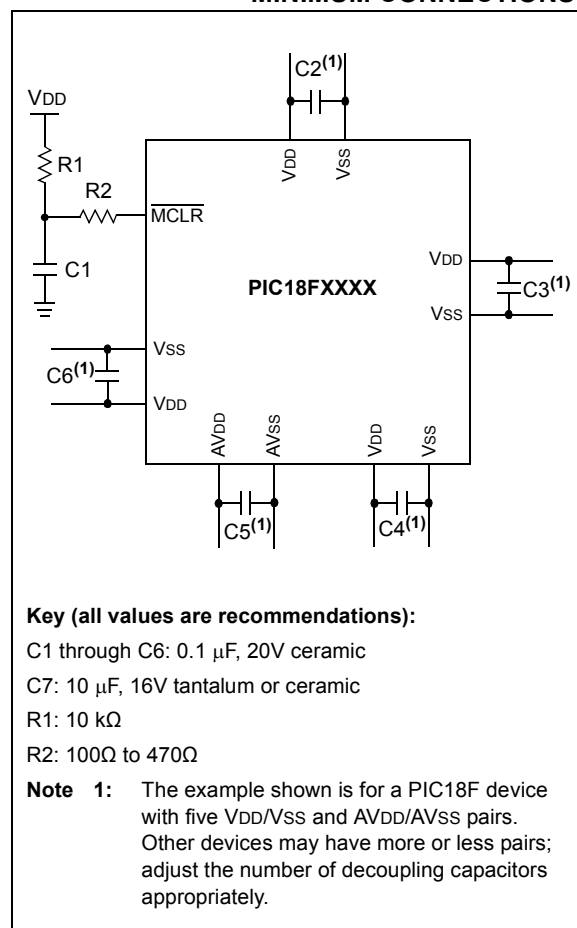 C2(1)
VDD
R1
R2
VDD
VSS
MCLR
C1
PIC18FXXXX
VDD
VSS
C3(1)
VSS
C6(1)
VDD
AVDD
AVSS
VDD
VSS
C5(1)
C4(1)
Key (all values are recommendations):
C1 through C6: 0.1 μF, 20V ceramic
C7: 10 μF, 16V tantalum or ceramic
R1: 10 kΩ
R2: 100Ω to 470Ω
Note 1: The example shown is for a PIC18F device
with five VDD/VSS and AVDD/AVSS pairs.
Other devices may have more or less pairs;
adjust the number of decoupling capacitors
appropriately.